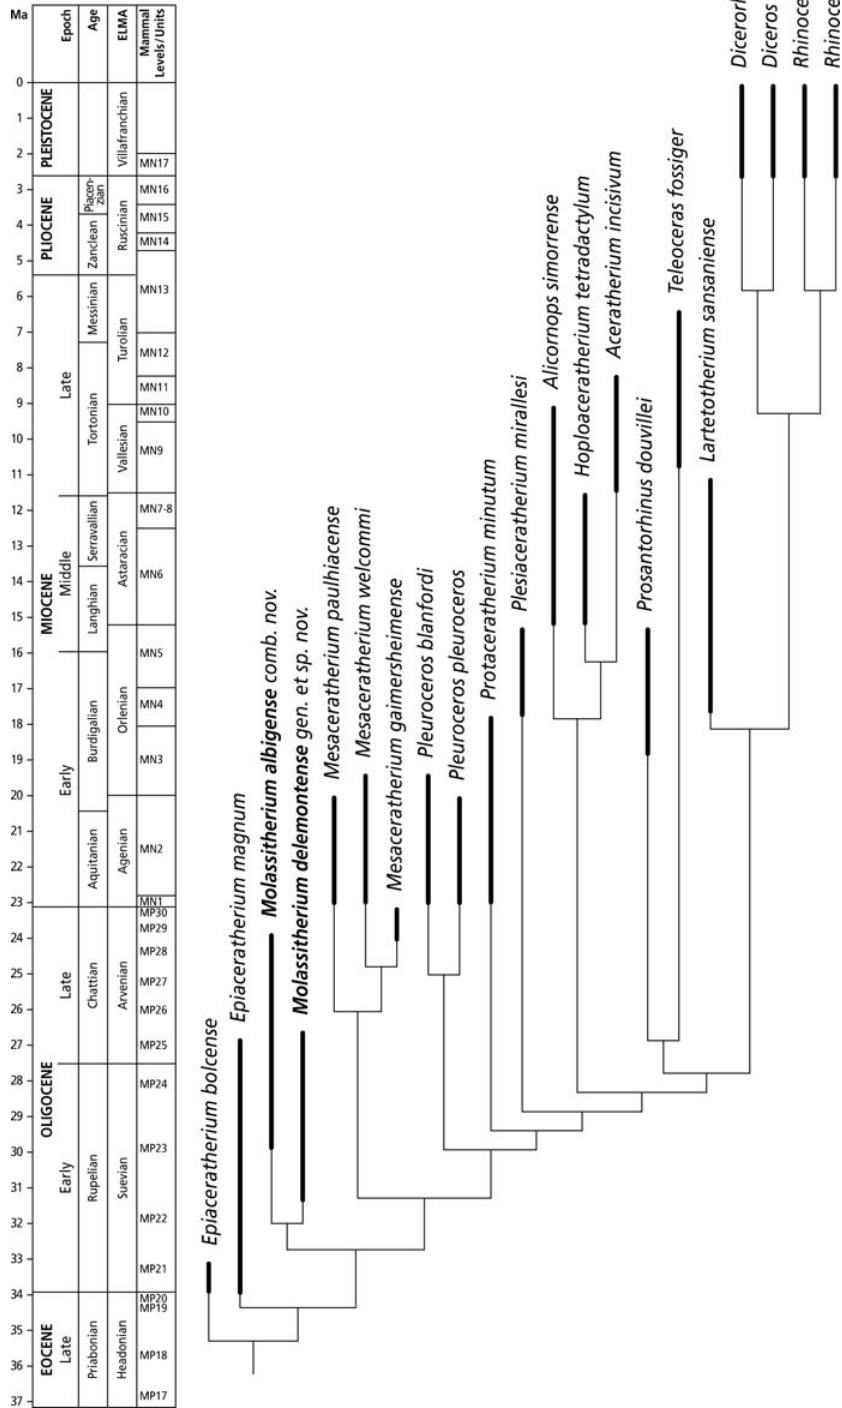 Ma
Epoch
Age
ELMA
Mammal
Levels/Units
0
1
2
3
4
5
6
7
8
9
10
11
12
13
14
15
16
17
18
19
20
21
22
23
24
25
26
27
28
29
30
31
32
33
34
35
36
37
PLEISTOCENE
PLIOCENE
MIOCENE
Late
Middle
Early
OLIGOCENE
Late
Early
EOCENE
Late
Piacen-
zian
Zanclean
Messinian
Tortonian
Serravallian
Langhian
Burdigalian
Aquitanian
Chattian
Rupelian
Priabonian
Villafranchian
Ruscinian
Turolian
Vallesian
Astaracian
Orlenian
Agenian
Arvenian
Suevian
Headonian
MN17
MN16
MN15
MN14
MN13
MN12
MN11
MN10
MN9
MN7-8
MN6
MN5
MN4
MN3
MN2
MN1
MP30
MP29
MP28
MP27
MP26
MP25
MP24
MP23
MP22
MP21
MP20
MP19
MP18
MP17
Epiaceratherium bolcense
Epiaceratherium magnum
Molassitherium albigense comb. nov.
Molassitherium delemontense gen. et sp. nov.
Mesaceratherium paulhiacense
Mesaceratherium welcommi
Mesaceratherium gaimersheimense
Pleuroceros blanfordi
Pleuroceros pleuroceros
Protaceratherium minutum
Plesiaceratherium mirallesi
Alicornops simorrense
Hoploaceratherium tetradactylum
Aceratherium incisivum
Prosantorhinus douvillei
Teleoceras fossiger
Lartetotherium sansaniense
Diceros